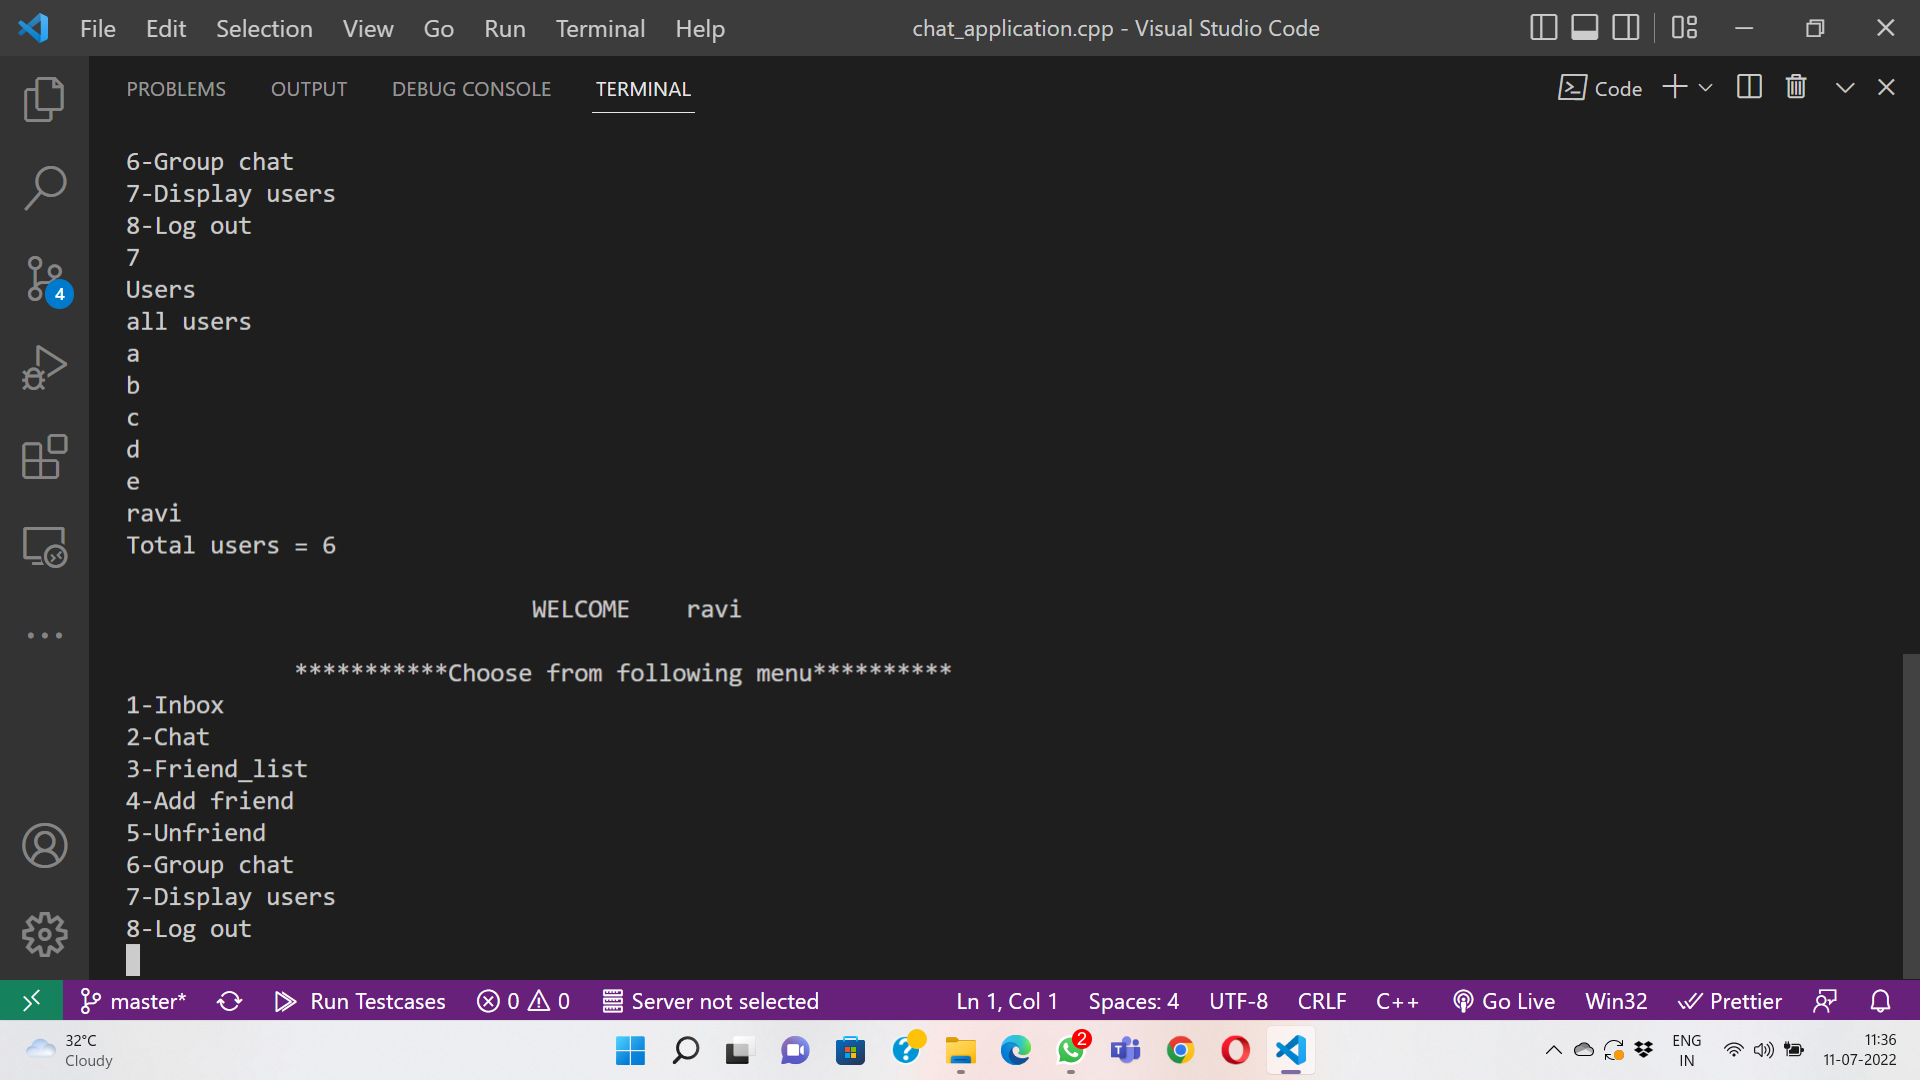 File Edit Selection View Go Run Terminal Help chat_application.cpp - Visual Studio Code
PROBLEMS OUTPUT DEBUG CONSOLE TERMINAL Code
6-Group chat
7-Display users
8-Log out
7
Users
all users
a
b
c
d
e
ravi
Total users = 6
WELCOME ravi
***********Choose from following menu**********
1-Inbox
2-Chat
3-Friend_list
4-Add friend
5-Unfriend
6-Group chat
7-Display users
8-Log out
4
master* Run Testcases 0 0 Server not selected Ln 1, Col 1 Spaces: 4 UTF-8 CRLF C++ Go Live Win32 Prettier
32°C
Cloudy
2
ENG
IN
11:36
11-07-2022